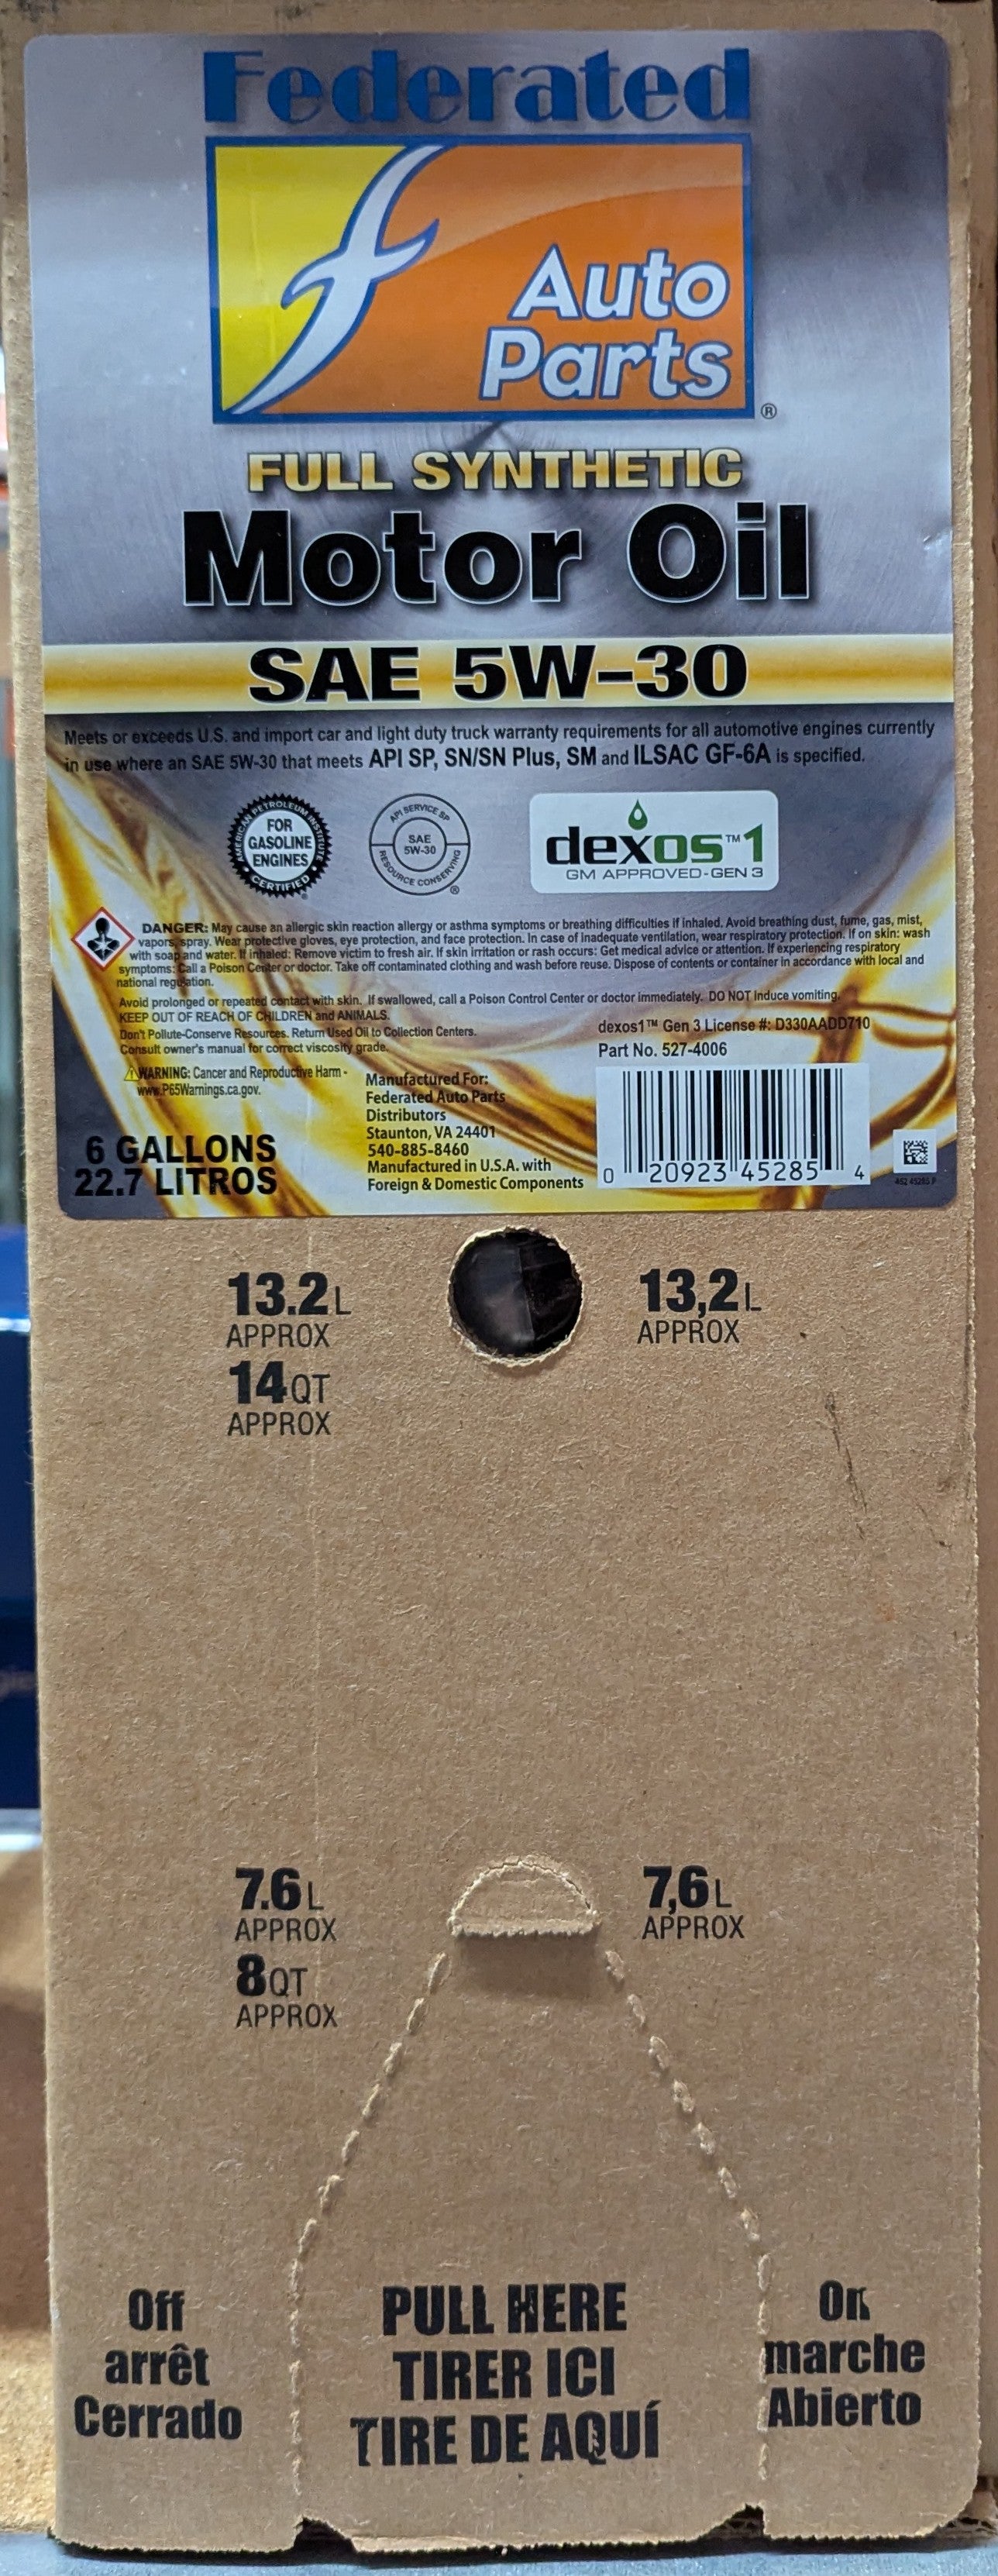 Federated
Auto
Parts
®
FULL SYNTHETIC
Motor Oil
SAE 5W-30
Meets or exceeds U.S. and import car and light duty truck warranty requirements for all automotive engines currently
in use where an SAE 5W-30 that meets API SP, SN/SN Plus, SM and ILSAC GF-6A is specified.
AMERICAN PETROLEUM INSTITUTE
FOR
GASOLINE
ENGINES
CERTIFIED
API SERVICE SP
SAE
5W-30
RESOURCE CONSERVING
®
dexos™1
GM APPROVED-GEN 3
DANGER: May cause an allergic skin reaction allergy or asthma symptoms or breathing difficulties if inhaled. Avoid breathing dust, fume, gas, mist,
vapors, spray. Wear protective gloves, eye protection, and face protection. In case of inadequate ventilation, wear respiratory protection. If on skin: wash
with soap and water. If inhaled: Remove victim to fresh air. If skin irritation or rash occurs: Get medical advice or attention. If experiencing respiratory
symptoms: Call a Poison Center or doctor. Take off contaminated clothing and wash before reuse. Dispose of contents or container in accordance with local and
national regulation.
Avoid prolonged or repeated contact with skin. If swallowed, call a Poison Control Center or doctor immediately. DO NOT induce vomiting.
KEEP OUT OF REACH OF CHILDREN and ANIMALS.
Don't Pollute-Conserve Resources. Return Used Oil to Collection Centers.
Consult owner's manual for correct viscosity grade.
dexos1™ Gen 3 License #: D330AADD710
Part No. 527-4006
WARNING: Cancer and Reproductive Harm -
www.P65Warnings.ca.gov.
6 GALLONS
22.7 LITROS
Manufactured For:
Federated Auto Parts
Distributors
Staunton, VA 24401
540-885-8460
Manufactured in U.S.A. with
Foreign & Domestic Components
0 20923 45285 4
13.2L
APPROX
14QT
APPROX
13,2L
APPROX
7.6L
APPROX
8QT
APPROX
7,6L
APPROX
Off
arrêt
Cerrado
PULL HERE
TIRER ICI
TIRE DE AQUÍ
On
marche
Abierto